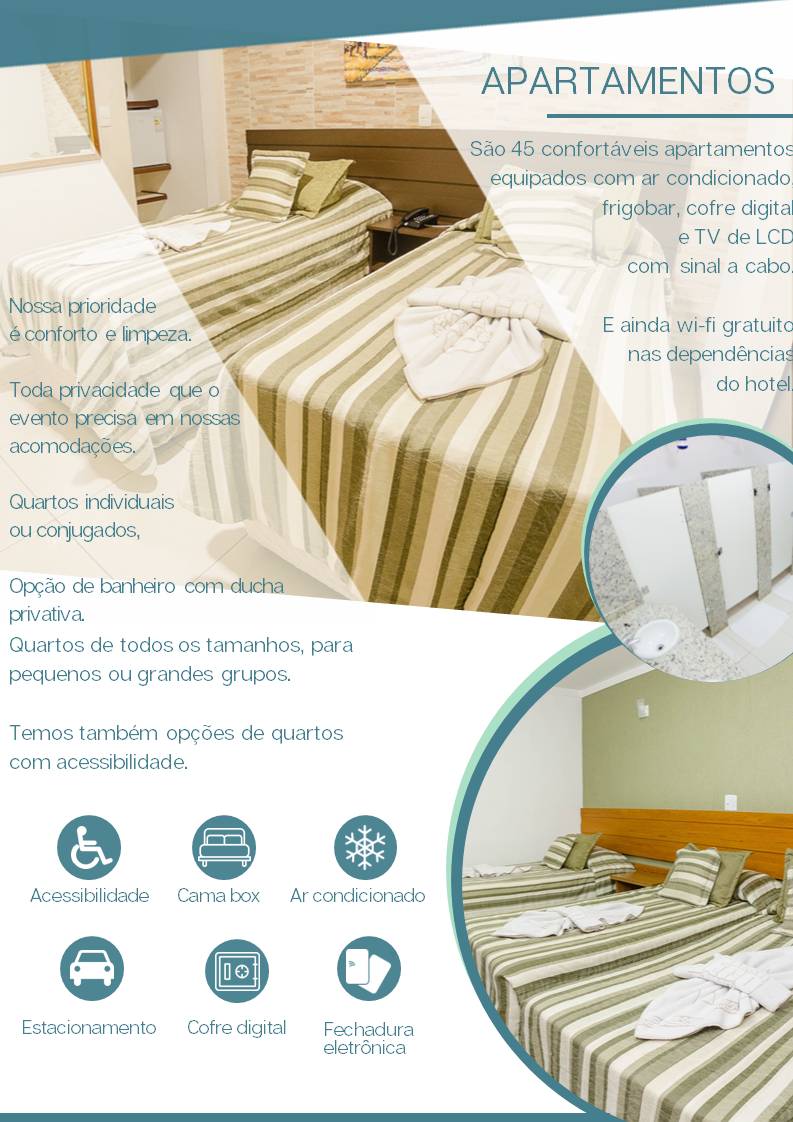 APARTAMENTOS
São 45 confortáveis apartamentos
equipados com ar condicionado,
frigobar, cofre digital
e TV de LCD
com sinal a cabo.
E ainda wi-fi gratuito
nas dependências
do hotel.
Nossa prioridade
é conforto e limpeza.
Toda privacidade que o
evento precisa em nossas
acomodações.
Quartos individuais
ou conjugados,
Opção de banheiro com ducha
privativa.
Quartos de todos os tamanhos, para
pequenos ou grandes grupos.
Temos também opções de quartos
com acessibilidade.
Acessibilidade
Cama box
Ar condicionado
Estacionamento
Cofre digital
Fechadura
eletrônica